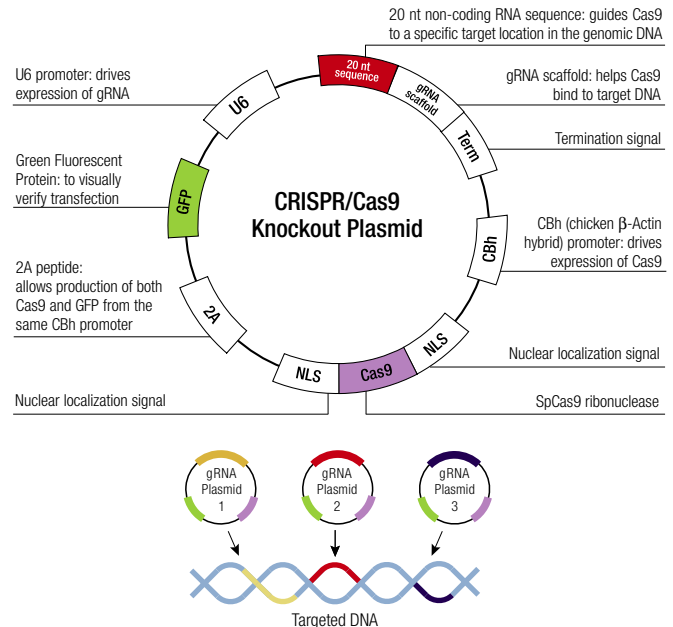 20 nt non-coding RNA sequence: guides Cas9
to a specific target location in the genomic DNA
U6 promoter: drives
expression of gRNA
20 nt
sequence
gRNA
scaffold
gRNA scaffold: helps Cas9
bind to target DNA
U6
Term
Termination signal
Green Fluorescent
Protein: to visually
verify transfection
GFP
CRISPR/Cas9
Knockout Plasmid
CBh
CBh (chicken β-Actin
hybrid) promoter: drives
expression of Cas9
2A peptide:
allows production of both
Cas9 and GFP from the
same CBh promoter
2A
NLS
Nuclear localization signal
NLS
Cas9
Nuclear localization signal
SpCas9 ribonuclease
gRNA
Plasmid
1
gRNA
Plasmid
2
gRNA
Plasmid
3
Targeted DNA